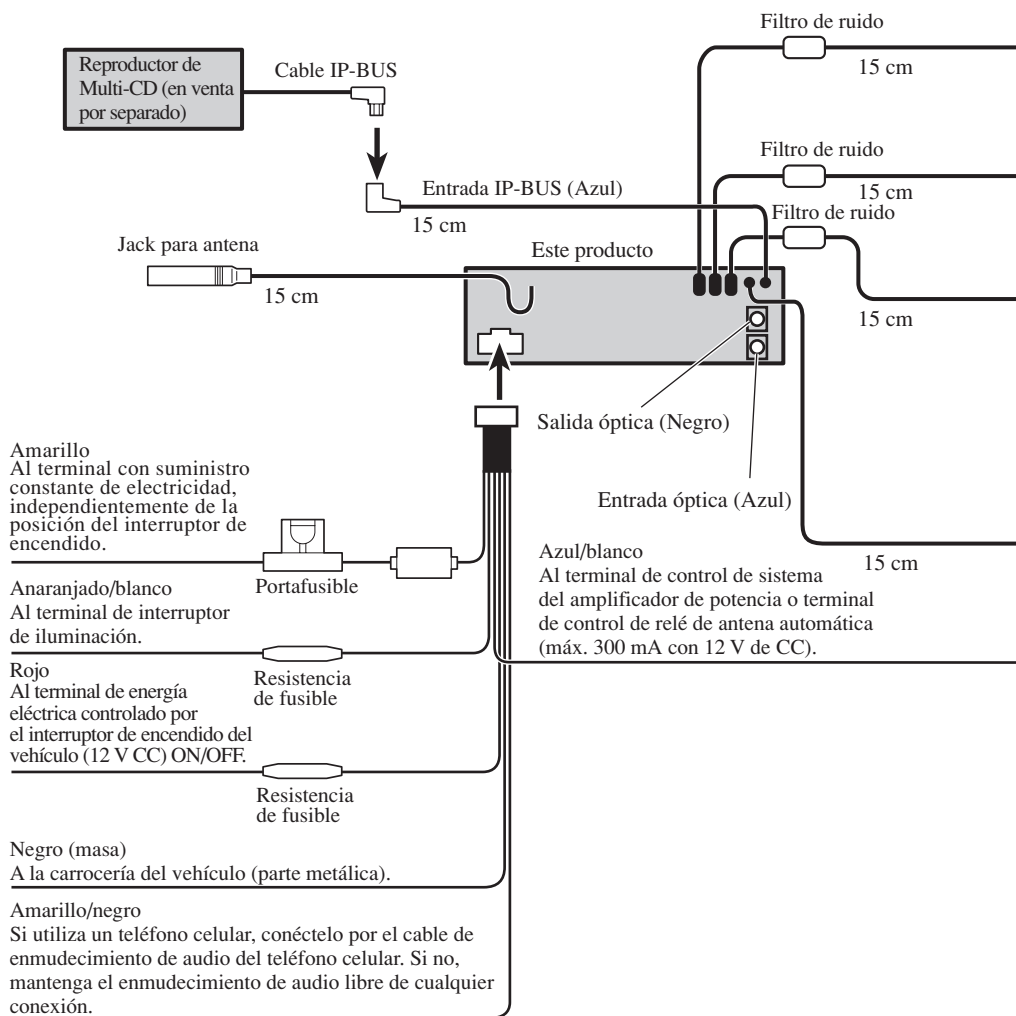 Filtro de ruido
15 cm
Reproductor de
Multi-CD (en venta
por separado)
Cable IP-BUS
Filtro de ruido
15 cm
Entrada IP-BUS (Azul)
15 cm
Filtro de ruido
15 cm
Jack para antena
15 cm
Este producto
Salida óptica (Negro)
Entrada óptica (Azul)
15 cm
Amarillo
Al terminal con suministro
constante de electricidad,
independientemente de la
posición del interruptor de
encendido.
Portafusible
Anaranjado/blanco
Al terminal de interruptor
de iluminación.
Resistencia
de fusible
Azul/blanco
Al terminal de control de sistema
del amplificador de potencia o terminal
de control de relé de antena automática
(máx. 300 mA con 12 V de CC).
Rojo
Al terminal de energía
eléctrica controlado por
el interruptor de encendido del
vehículo (12 V CC) ON/OFF.
Resistencia
de fusible
Negro (masa)
A la carrocería del vehículo (parte metálica).
Amarillo/negro
Si utiliza un teléfono celular, conéctelo por el cable de
enmudecimiento de audio del teléfono celular. Si no,
mantenga el enmudecimiento de audio libre de cualquier
conexión.